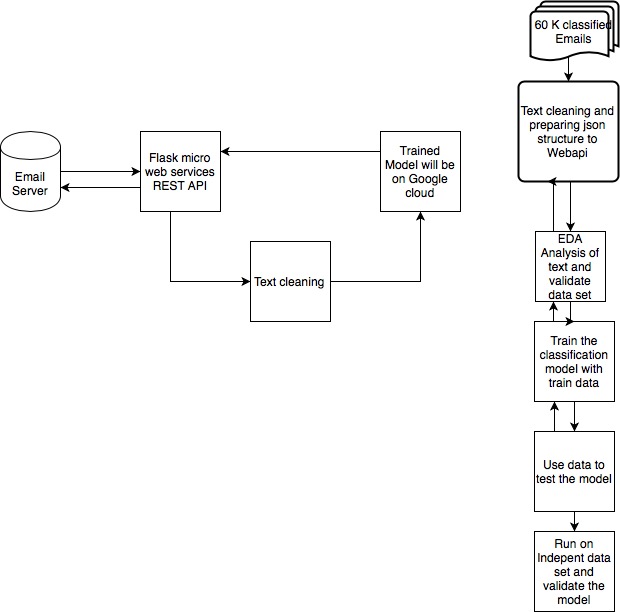 60 K classified
Emails
Text cleaning and
preparing json
structure to
Webapi
Email
Server
Flask micro
web services
REST API
Trained
Model will be
on Google
cloud
Text cleaning
EDA
Analysis of
text and
validate
data set
Train the
classification
model with
train data
Use data to
test the model
Run on
Indepent data
set and
validate the
model